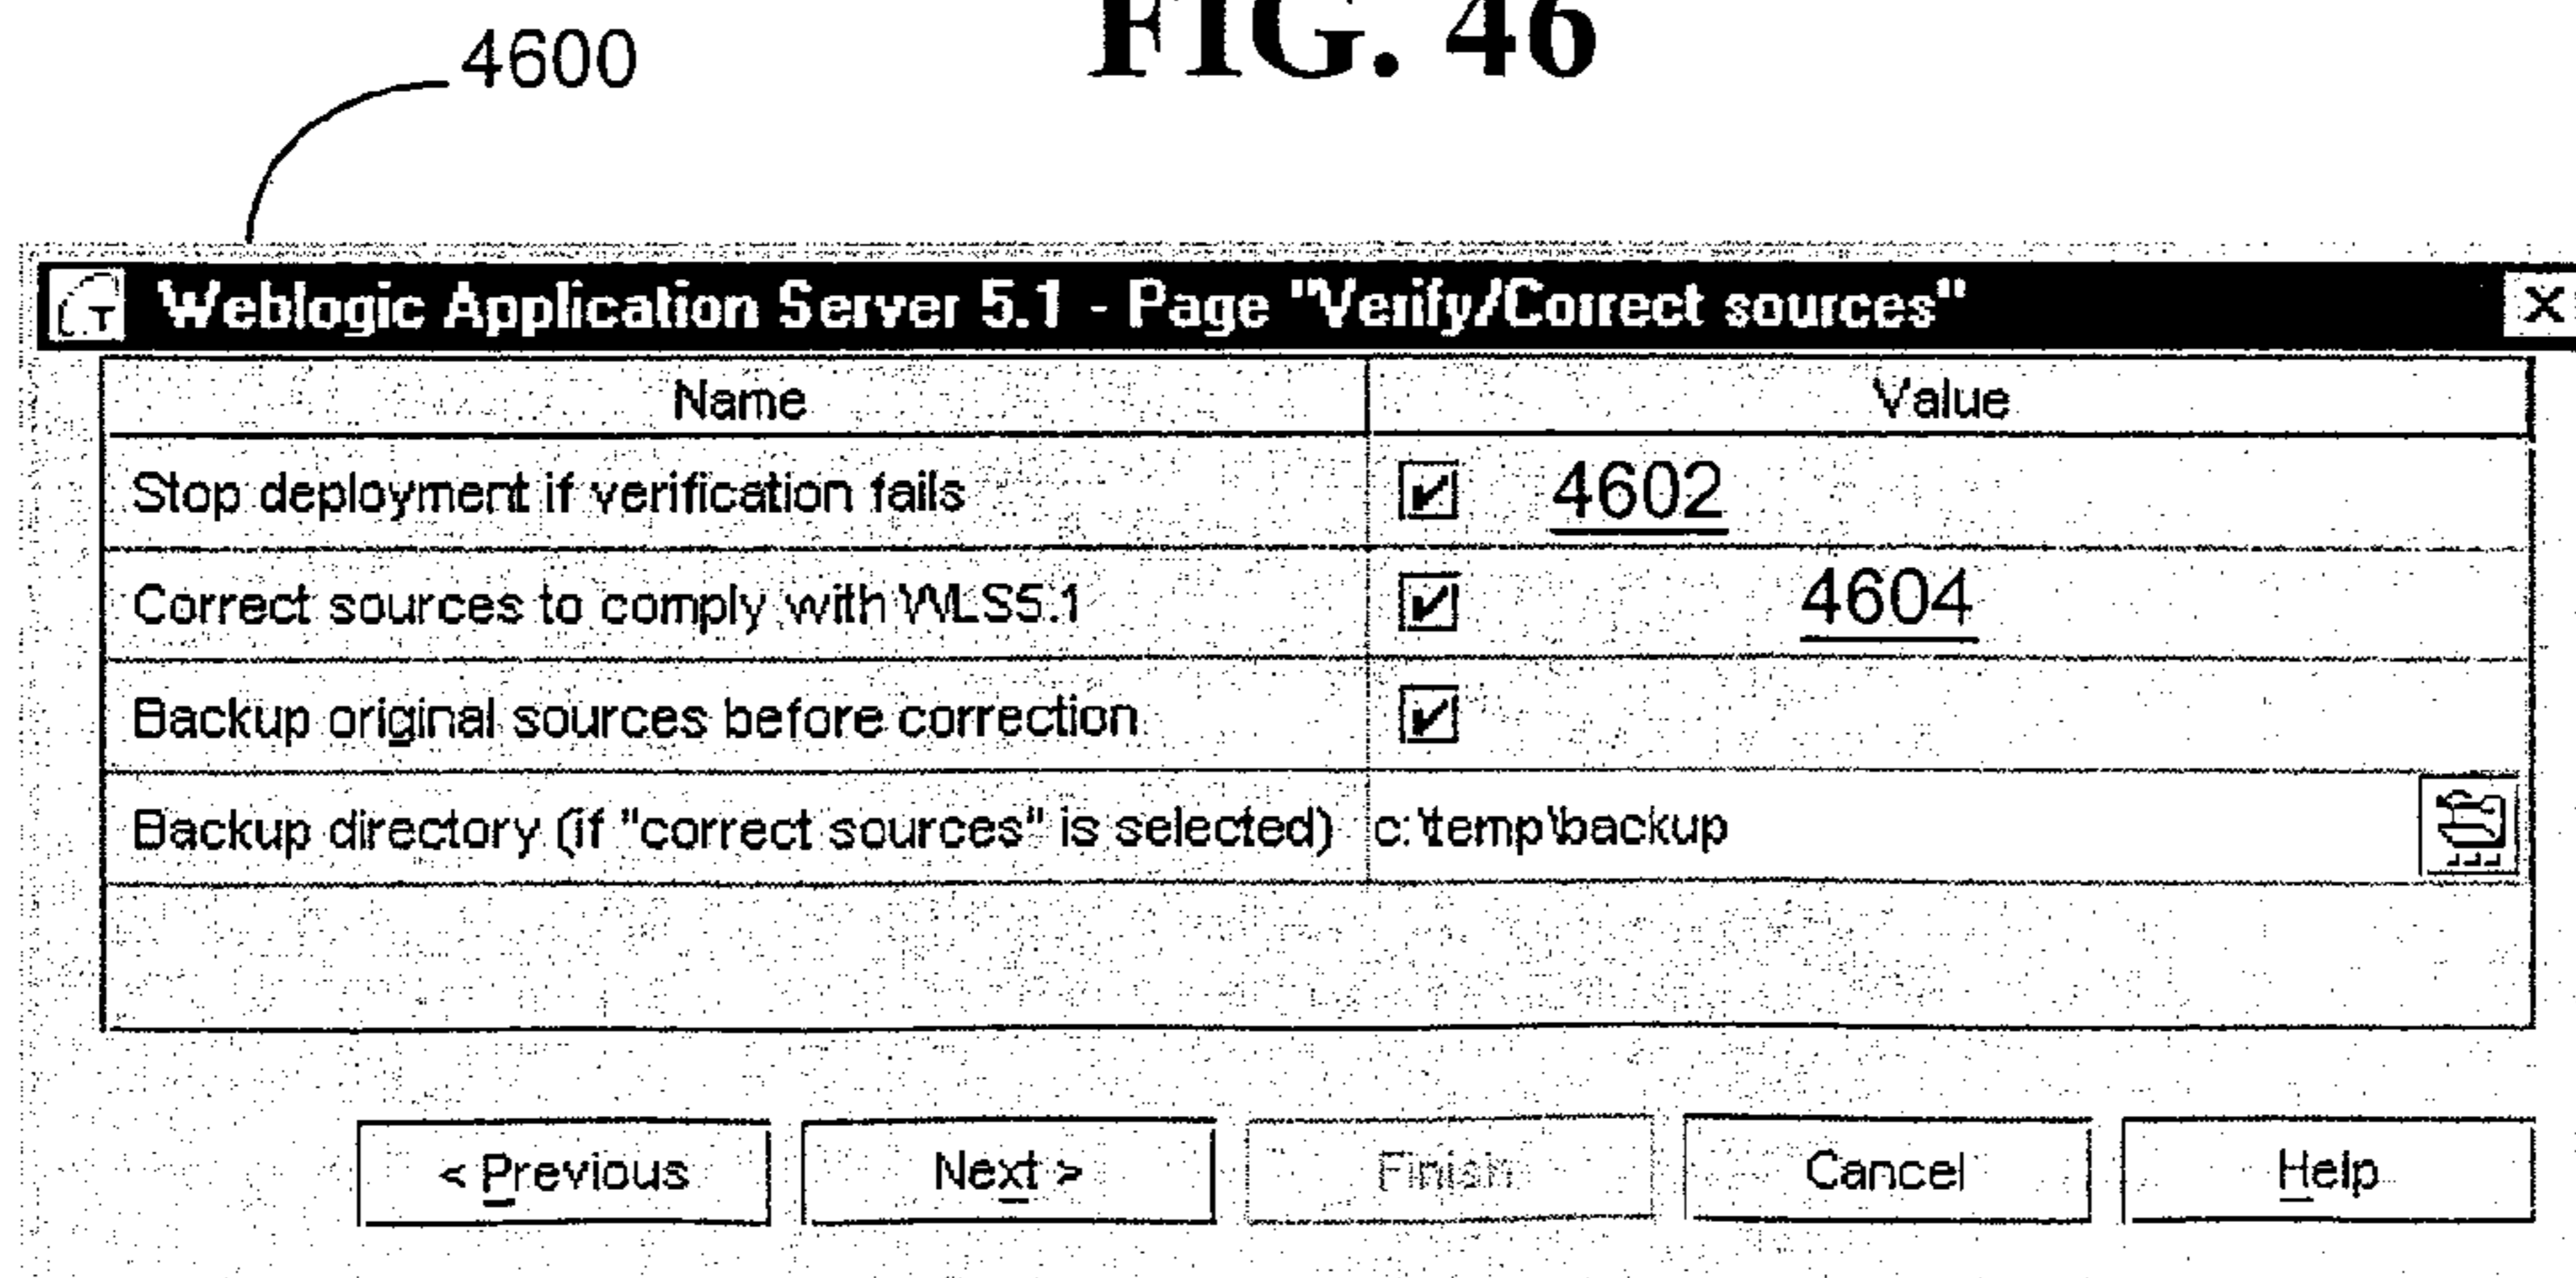 FIG. 46
4600
Weblogic Application Server 5.1 - Page "Verify/Correct sources"
Name Value
Stop deployment if verification fails 4602
Correct sources to comply with WLS5.1 4604
Backup original sources before correction
Backup directory (if "correct sources" is selected) c:\temp\backup
< Previous Next > Finish Cancel Help